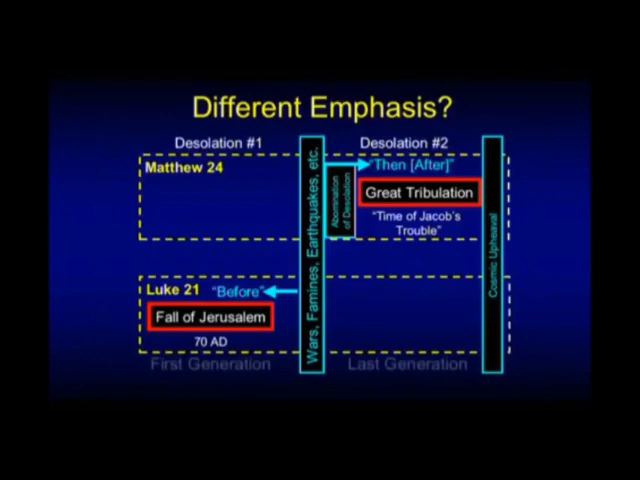 Different Emphasis?
Desolation #1
Desolation #2
Matthew 24
"Then [After]"
Great Tribulation
"Time of Jacob's
Trouble"
Abomination
of Desolation
Wars, Famines, Earthquakes, etc.
Cosmic Upheaval
Luke 21
"Before"
Fall of Jerusalem
70 AD
First Generation
Last Generation